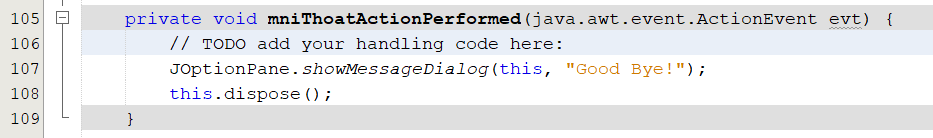 105 private void mniThoatActionPerformed(java.awt.event.ActionEvent evt) {
106 // TODO add your handling code here:
107 JOptionPane.showMessageDialog(this, "Good Bye!");
108 this.dispose();
109 }